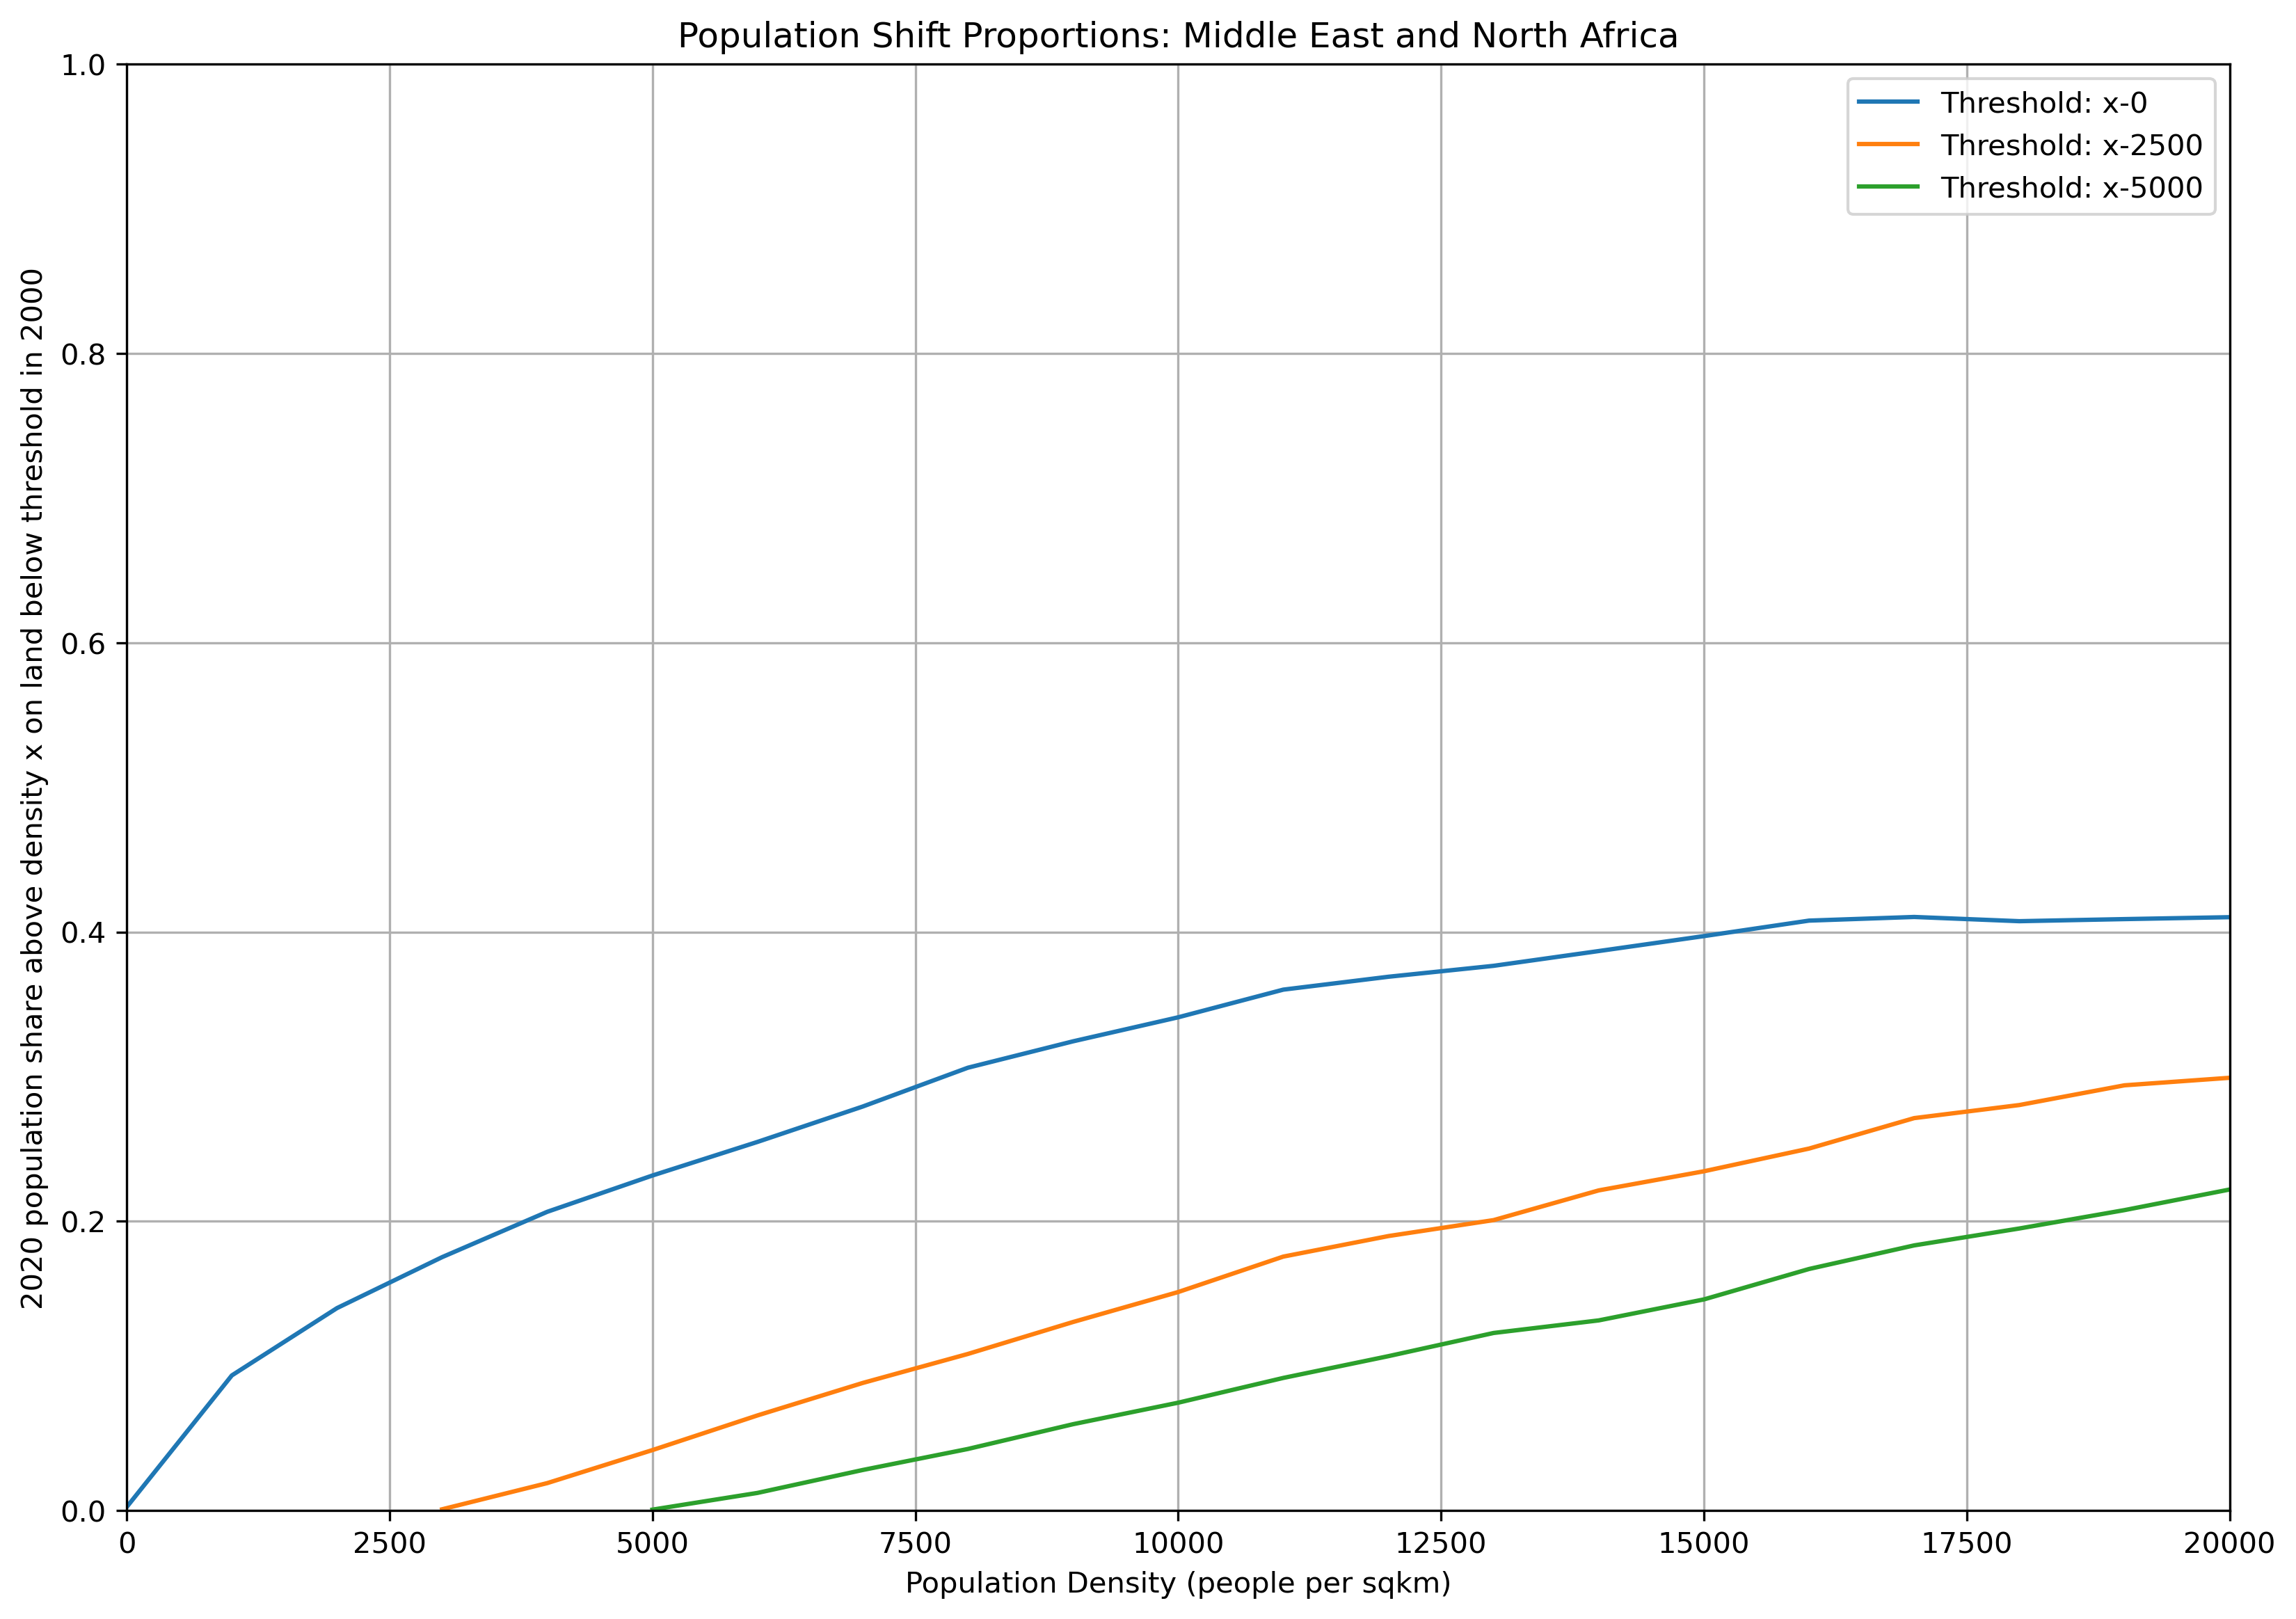 Population Shift Proportions: Middle East and North Africa
1.0
0.8
0.6
0.4
0.2
0.0
2020 population share above density x on land below threshold in 2000
Threshold: x-0
Threshold: x-2500
Threshold: x-5000
0 2500 5000 7500 10000 12500 15000 17500 20000
Population Density (people per sqkm)